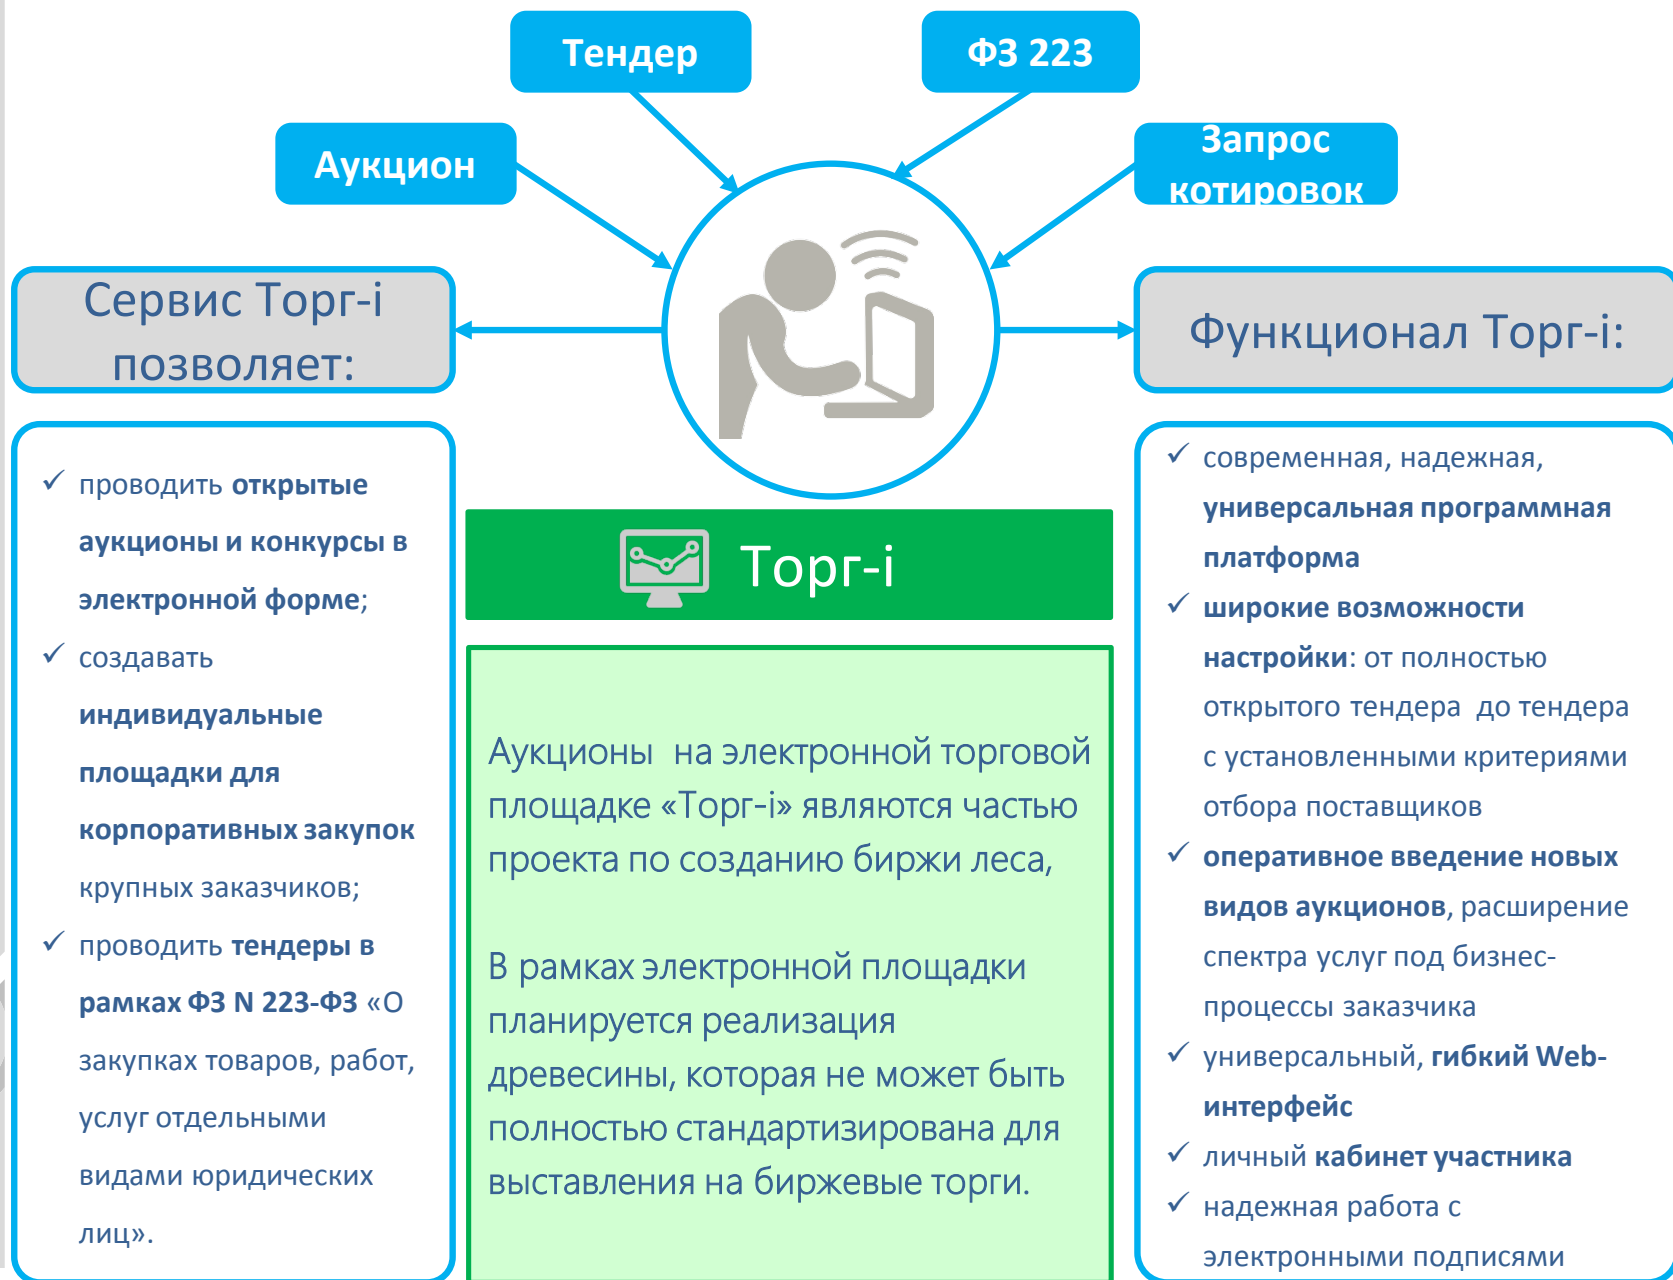 Тендер
ФЗ 223
Аукцион
Запрос
котировок
Сервис Торг-i
позволяет:
Функционал Торг-i:
✓ проводить открытые
аукционы и конкурсы в
электронной форме;
✓ создавать
индивидуальные
площадки для
корпоративных закупок
крупных заказчиков;
✓ проводить тендеры в
рамках ФЗ N 223-ФЗ «О
закупках товаров, работ,
услуг отдельными
видами юридических
лиц».
Торг-i
Аукционы на электронной торговой
площадке «Торг-i» являются частью
проекта по созданию биржи леса,
В рамках электронной площадки
планируется реализация
древесины, которая не может быть
полностью стандартизирована для
выставления на биржевые торги.
✓ современная, надежная,
универсальная программная
платформа
✓ широкие возможности
настройки: от полностью
открытого тендера до тендера
с установленными критериями
отбора поставщиков
✓ оперативное введение новых
видов аукционов, расширение
спектра услуг под бизнес-
процессы заказчика
✓ универсальный, гибкий Web-
интерфейс
✓ личный кабинет участника
✓ надежная работа с
электронными подписями